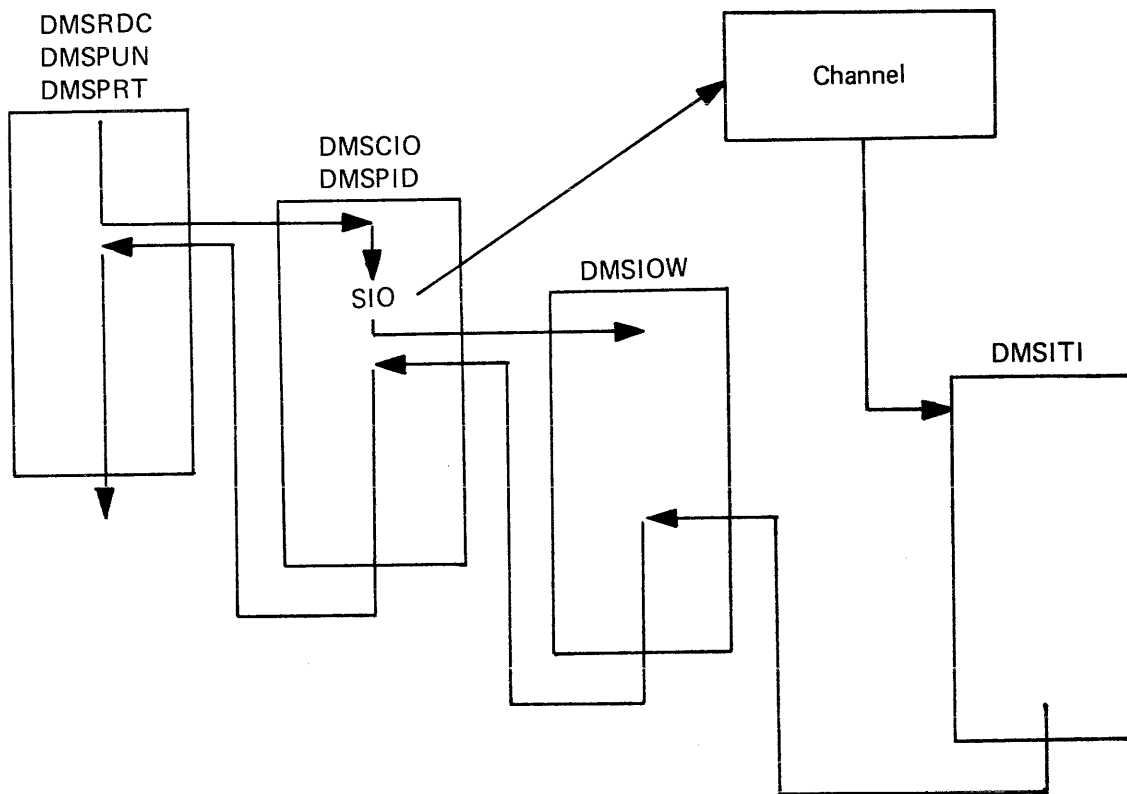 DMSRDC
DMSPUN
DMSPRT
DMSCIO
DMSPID
SIO
Channel
DMSIOW
DMSITI